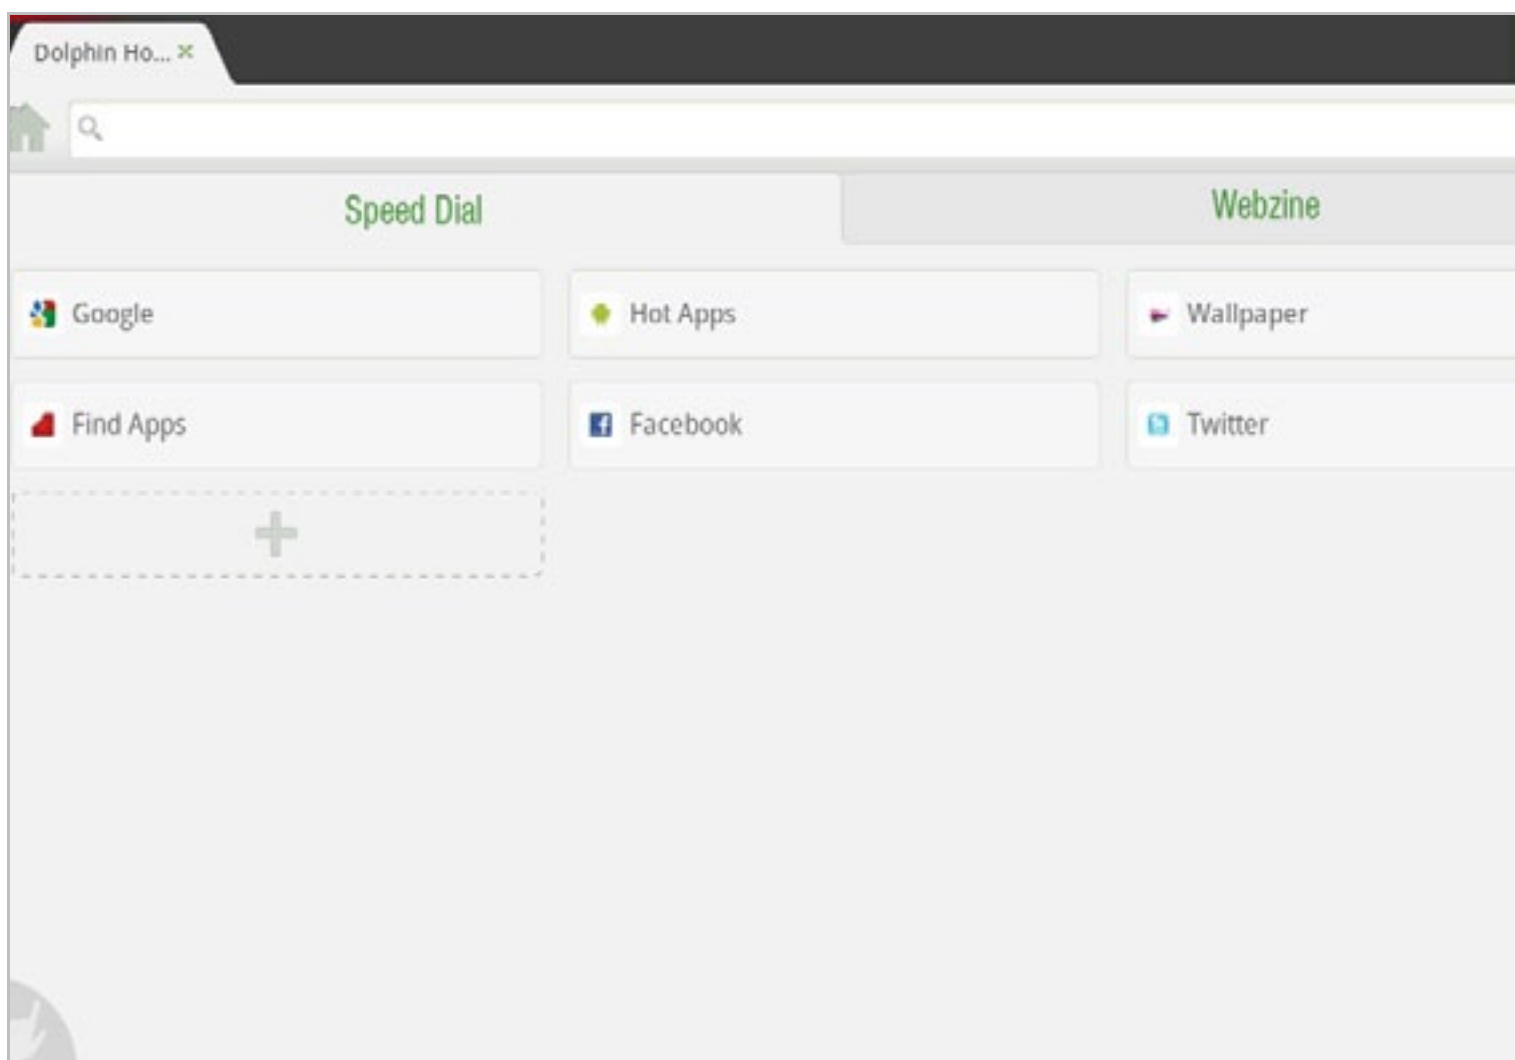 Dolphin Ho...
Speed Dial
Webzine
Google
Hot Apps
Wallpaper
Find Apps
Facebook
Twitter